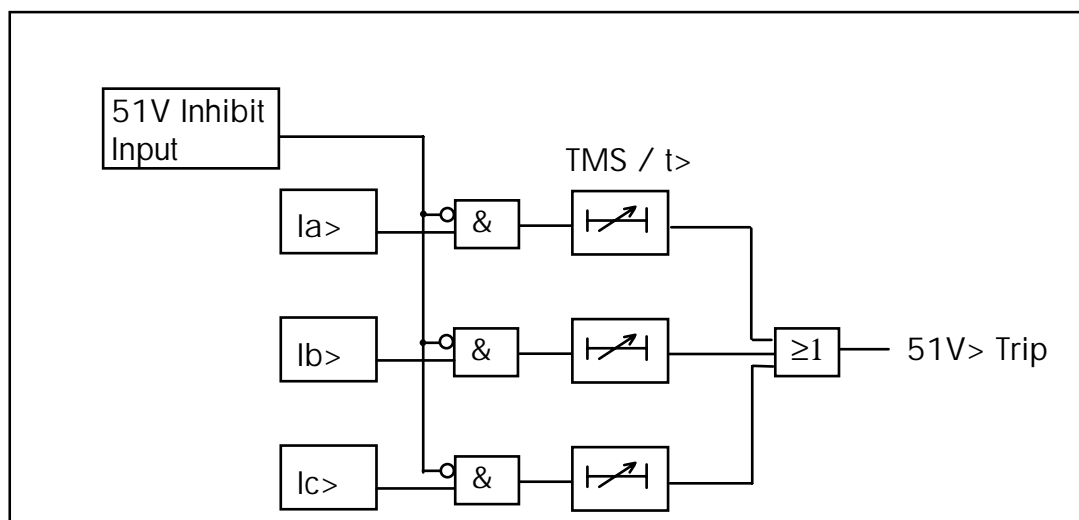 51V Inhibit
Input
TMS / t>
Ia>
&
Ib>
&
≥1
51V> Trip
Ic>
&